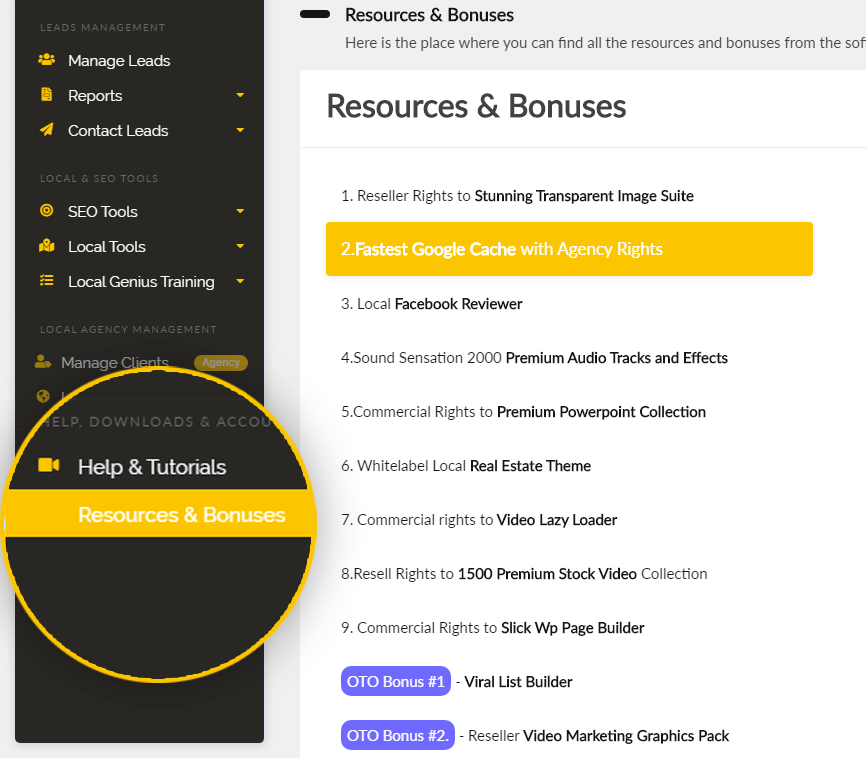 LEADS MANAGEMENT
Manage Leads
Reports
Contact Leads
LOCAL & SEO TOOLS
SEO Tools
Local Tools
Local Genius Training
LOCAL AGENCY MANAGEMENT
Manage Clients
Agency
HELP, DOWNLOADS & ACCOU
Help & Tutorials
Resources & Bonuses
Resources & Bonuses
Here is the place where you can find all the resources and bonuses from the sof
Resources & Bonuses
1. Reseller Rights to Stunning Transparent Image Suite
2.Fastest Google Cache with Agency Rights
3. Local Facebook Reviewer
4.Sound Sensation 2000 Premium Audio Tracks and Effects
5.Commercial Rights to Premium Powerpoint Collection
6. Whitelabel Local Real Estate Theme
7. Commercial rights to Video Lazy Loader
8.Resell Rights to 1500 Premium Stock Video Collection
9. Commercial Rights to Slick Wp Page Builder
OTO Bonus #1 - Viral List Builder
OTO Bonus #2. - Reseller Video Marketing Graphics Pack